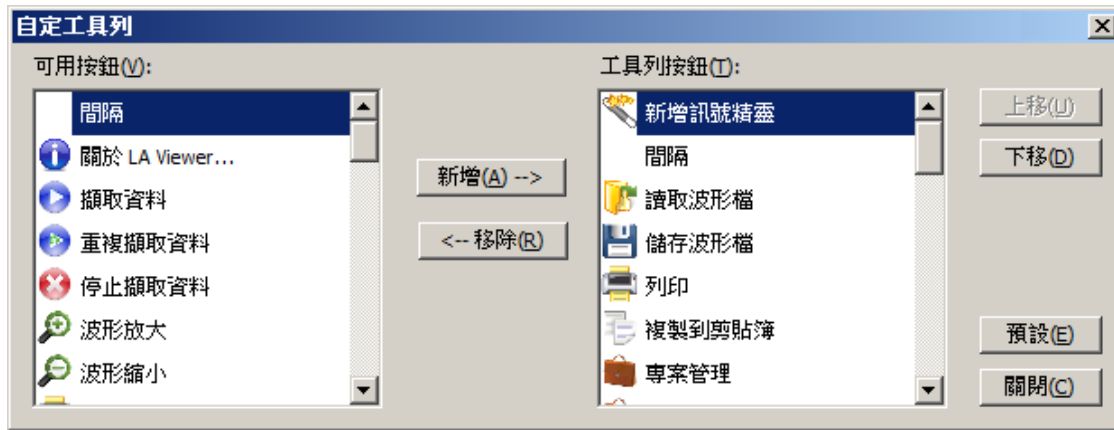 自定工具列
可用按鈕(V):
間隔
關於 LA Viewer...
擷取資料
重複擷取資料
停止擷取資料
波形放大
波形縮小
新增(A) -->
<-- 移除(R)
工具列按鈕(T):
新增訊號精靈
間隔
讀取波形檔
儲存波形檔
列印
複製到剪貼簿
專案管理
上移(U)
下移(D)
預設(E)
關閉(C)